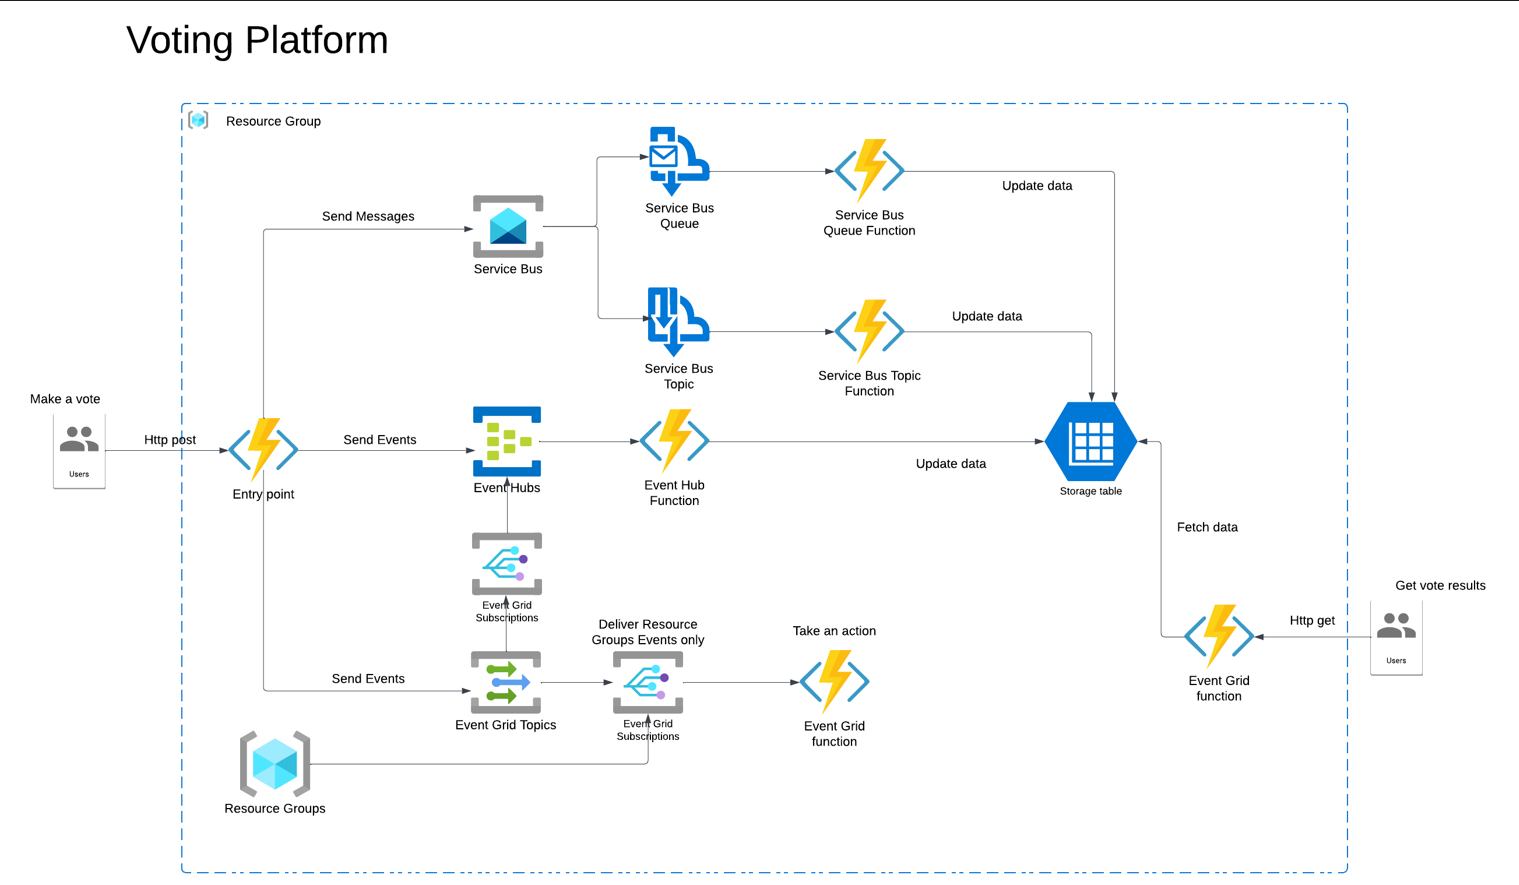 Voting Platform
Resource Group
Service Bus
Queue
Service Bus
Queue Function
Update data
Send Messages
Service Bus
Service Bus
Topic
Service Bus Topic
Function
Update data
Make a vote
Users
Http post
Entry point
Send Events
Event Hubs
Event Hub
Function
Update data
Storage table
Fetch data
Event Grid
Subscriptions
Get vote results
Users
Http get
Event Grid
function
Deliver Resource
Groups Events only
Take an action
Send Events
Event Grid Topics
Event Grid
Subscriptions
Event Grid
function
Resource Groups